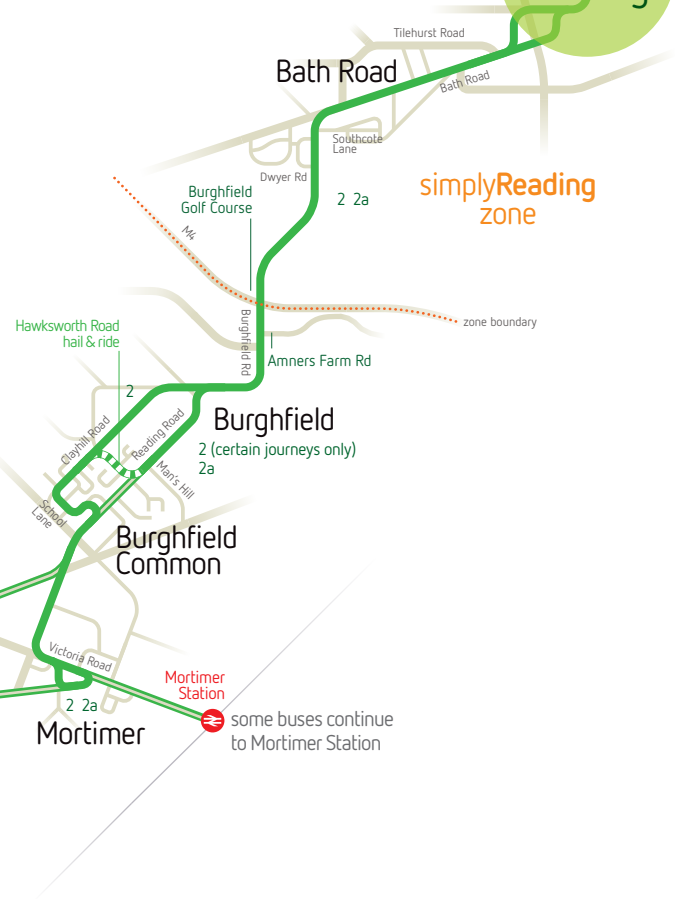 Tilehurst Road
Bath Road
Bath Road
Southcote
Lane
Dwyer Rd
Burghfield
Golf Course
2 2a
simplyReading
zone
M4
Burghfield Rd
zone boundary
Hawksworth Road
hail & ride
Amners Farm Rd
2
Clayhill Road
Reading Road
Burghfield
2 (certain journeys only)
2a
Man's Hill
School
Lane
Burghfield
Common
Victoria Road
Mortimer
Station
2 2a
some buses continue
to Mortimer Station
Mortimer